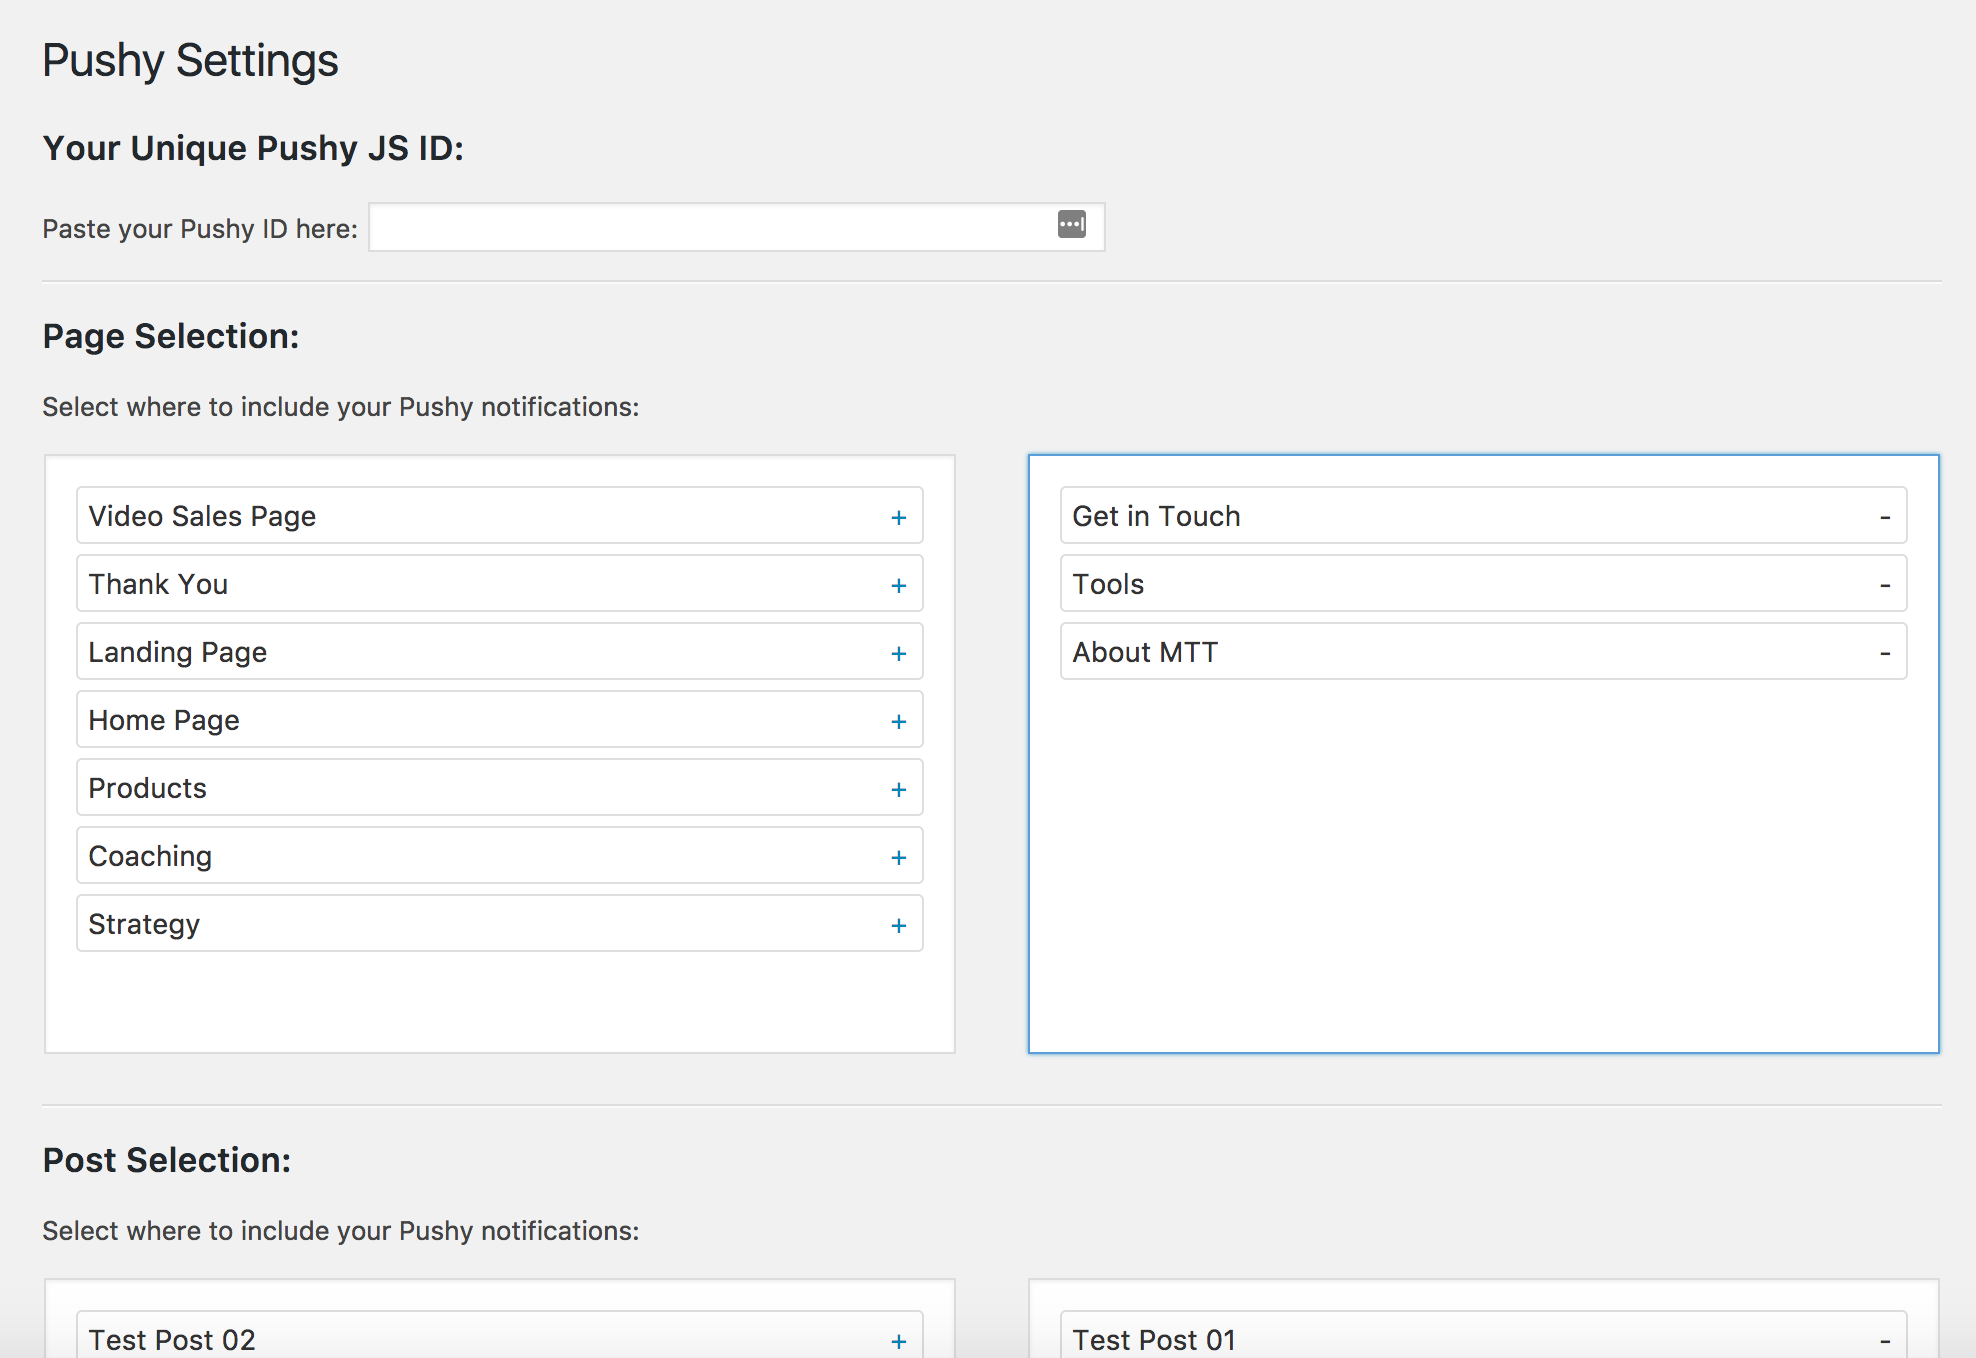 Pushy Settings
Your Unique Pushy JS ID:
Paste your Pushy ID here:
Page Selection:
Select where to include your Pushy notifications:
Video Sales Page +
Thank You +
Landing Page +
Home Page +
Products +
Coaching +
Strategy +
Get in Touch -
Tools -
About MTT -
Post Selection:
Select where to include your Pushy notifications:
Test Post 02 +
Test Post 01 -